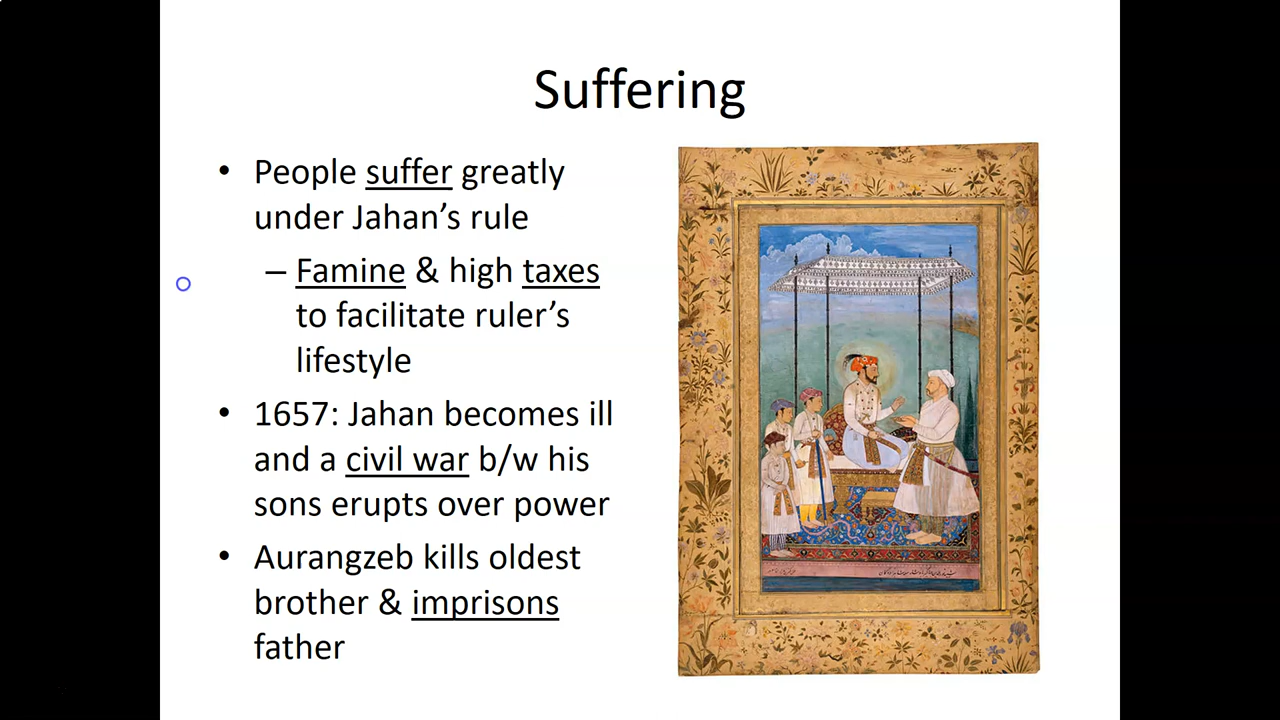 Suffering
• People suffer greatly
under Jahan’s rule
– Famine & high taxes
to facilitate ruler’s
lifestyle
• 1657: Jahan becomes ill
and a civil war b/w his
sons erupts over power
• Aurangzeb kills oldest
brother & imprisons
father